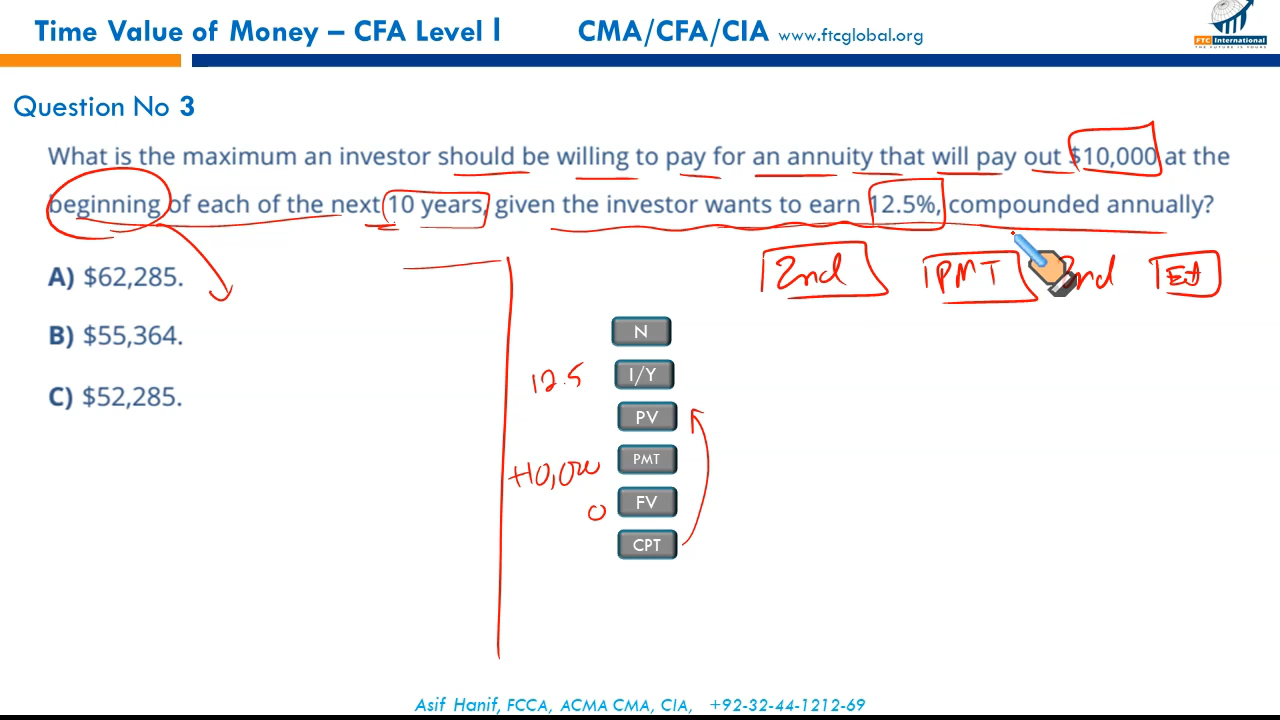 Time Value of Money – CFA Level I CMA/CFA/CIA www.ftcglobal.org
FTC International
Question No 3
What is the maximum an investor should be willing to pay for an annuity that will pay out $10,000 at the
beginning of each of the next 10 years, given the investor wants to earn 12.5%, compounded annually?
2nd PMT 2nd
A) $62,285.
B) $55,364.
C) $52,285.
N
12.5 I/Y
PV
+10,000 PMT
0 FV
CPT
Asif Hanif, FCCA, ACMA CMA, CIA, +92-32-44-1212-69